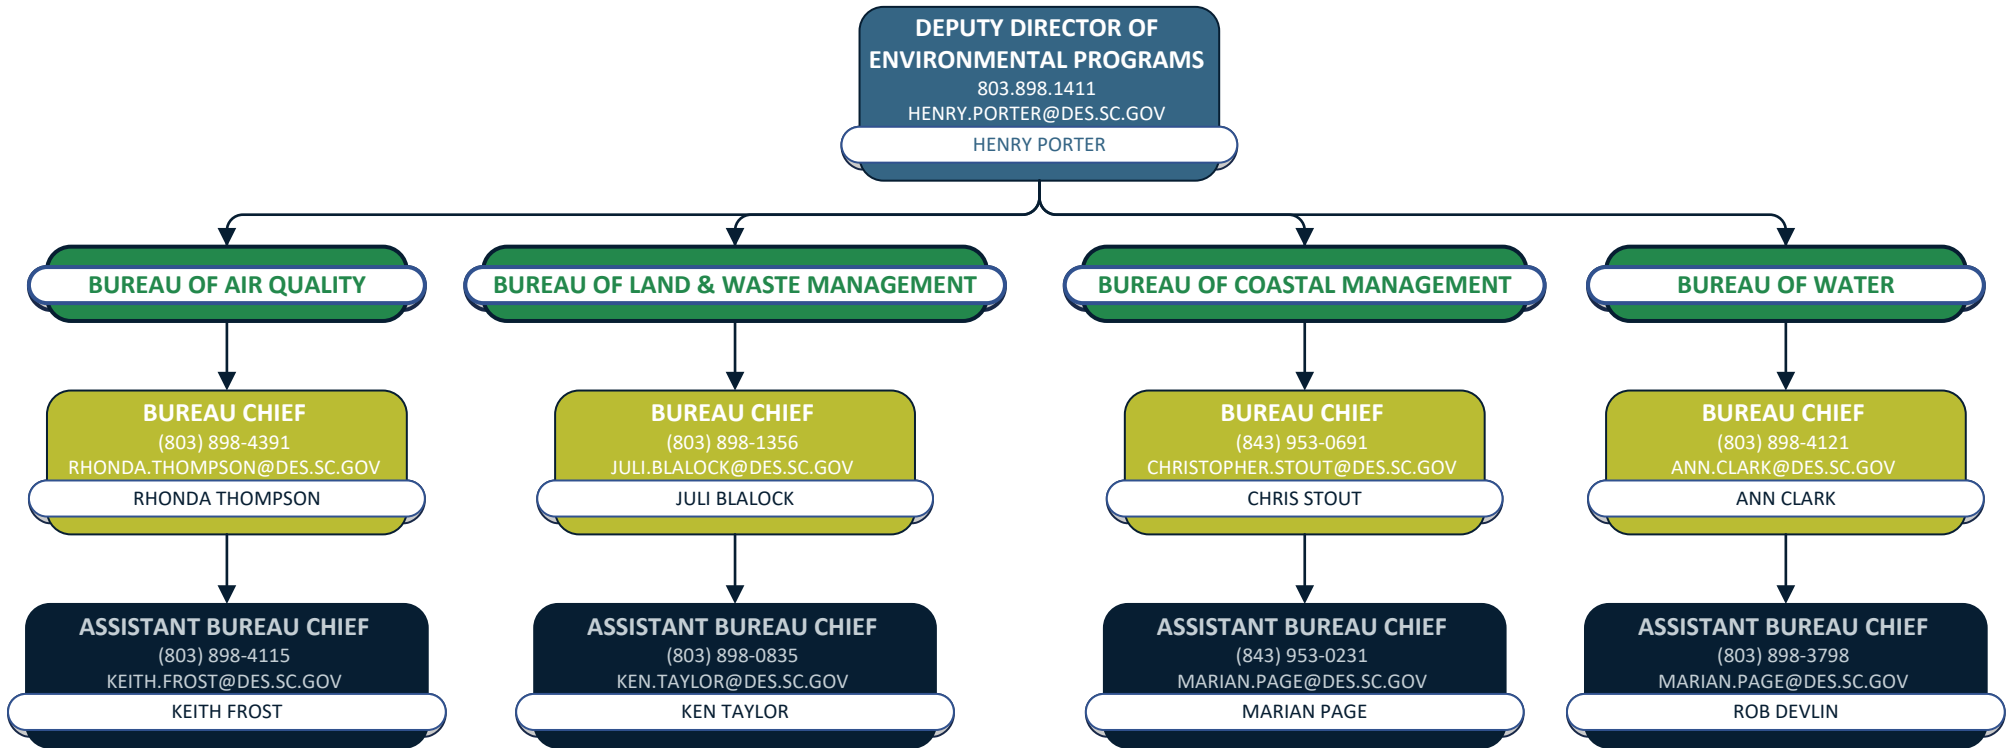 DEPUTY DIRECTOR OF
ENVIRONMENTAL PROGRAMS
803.898.1411
HENRY.PORTER@DES.SC.GOV
HENRY PORTER
BUREAU OF AIR QUALITY
BUREAU OF LAND & WASTE MANAGEMENT
BUREAU OF COASTAL MANAGEMENT
BUREAU OF WATER
BUREAU CHIEF
(803) 898-4391
RHONDA.THOMPSON@DES.SC.GOV
RHONDA THOMPSON
BUREAU CHIEF
(803) 898-1356
JULI.BLALOCK@DES.SC.GOV
JULI BLALOCK
BUREAU CHIEF
(843) 953-0691
CHRISTOPHER.STOUT@DES.SC.GOV
CHRIS STOUT
BUREAU CHIEF
(803) 898-4121
ANN.CLARK@DES.SC.GOV
ANN CLARK
ASSISTANT BUREAU CHIEF
(803) 898-4115
KEITH.FROST@DES.SC.GOV
KEITH FROST
ASSISTANT BUREAU CHIEF
(803) 898-0835
KEN.TAYLOR@DES.SC.GOV
KEN TAYLOR
ASSISTANT BUREAU CHIEF
(843) 953-0231
MARIAN.PAGE@DES.SC.GOV
MARIAN PAGE
ASSISTANT BUREAU CHIEF
(803) 898-3798
MARIAN.PAGE@DES.SC.GOV
ROB DEVLIN